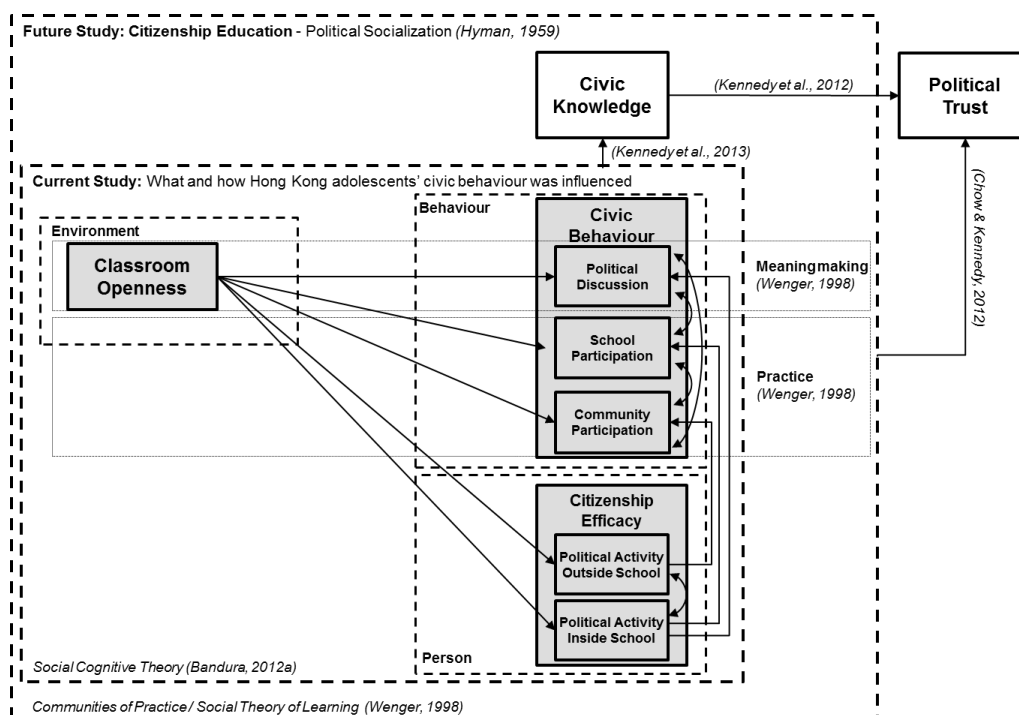 Future Study: Citizenship Education - Political Socialization (Hyman, 1959)
Civic
Knowledge
(Kennedy et al., 2012)
Political
Trust
(Kennedy et al., 2013)
(Chow & Kennedy, 2012)
Current Study: What and how Hong Kong adolescents' civic behaviour was influenced
Behaviour
Civic
Behaviour
Environment
Classroom
Openness
Political
Discussion
Meaning making
(Wenger, 1998)
School
Participation
Practice
(Wenger, 1998)
Community
Participation
Citizenship
Efficacy
Political Activity
Outside School
Political Activity
Inside School
Person
Social Cognitive Theory (Bandura, 2012a)
Communities of Practice / Social Theory of Learning (Wenger, 1998)